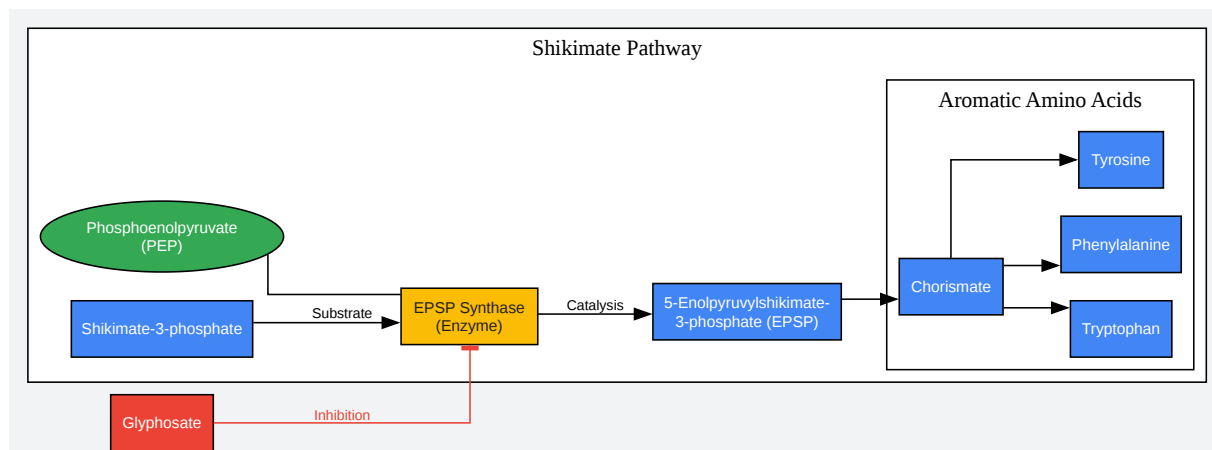 Shikimate Pathway
Aromatic Amino Acids
Tyrosine
Phosphoenolpyruvate
(PEP)
Phenylalanine
Shikimate-3-phosphate
Substrate
EPSP Synthase
(Enzyme)
Catalysis
5-Enolpyruvylshikimate-
3-phosphate (EPSP)
Chorismate
Tryptophan
Glyphosate
Inhibition